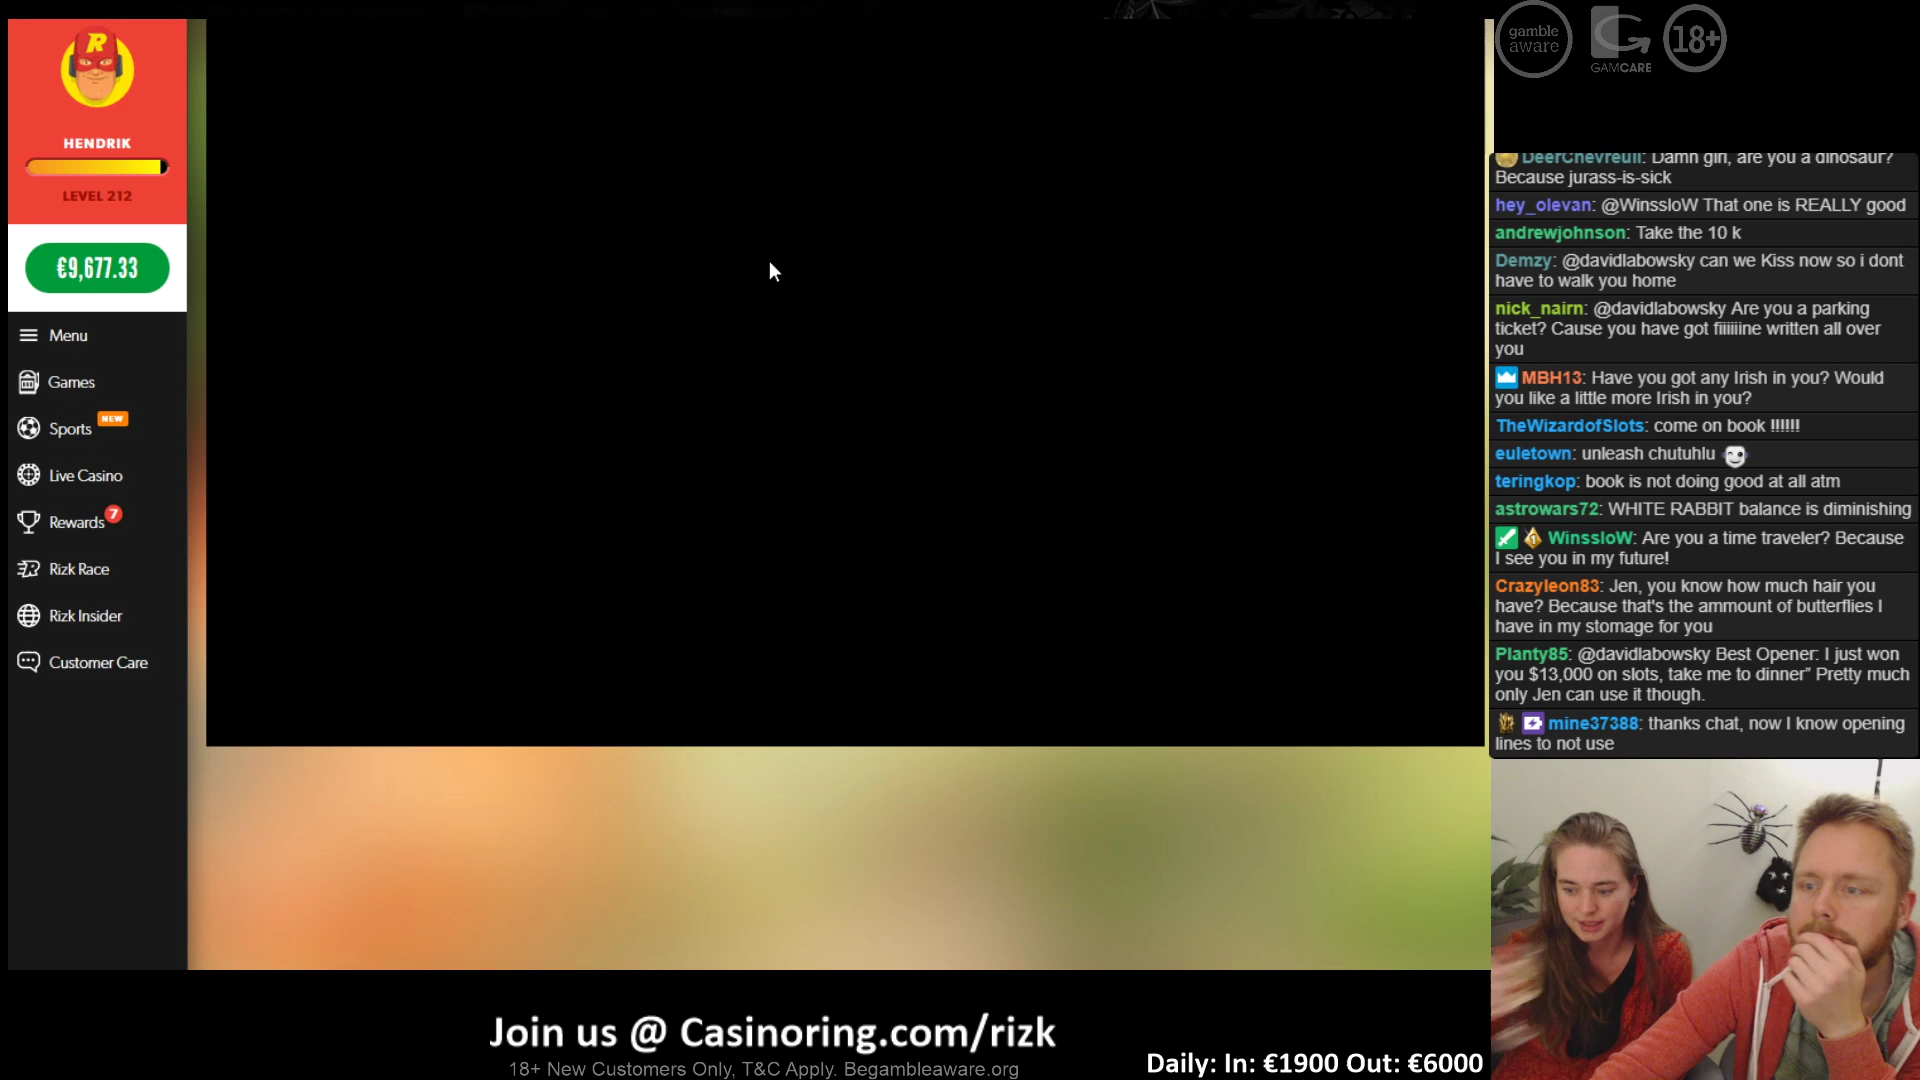 R
HENDRIK
LEVEL 212
€9,677.33
Menu
Games
Sports NEW
Live Casino
Rewards 7
Rizk Race
Rizk Insider
Customer Care
gamble
aware
GAMCARE
18+
DeerChevreuil: Damn girl, are you a dinosaur?
Because jurass-is-sick
hey_olevan: @WinssloW That one is REALLY good
andrewjohnson: Take the 10 k
Demzy: @davidlabowsky can we Kiss now so i dont
have to walk you home
nick_nairn: @davidlabowsky Are you a parking
ticket? Cause you have got fiiiiiine written all over
you
MBH13: Have you got any Irish in you? Would
you like a little more Irish in you?
TheWizardofSlots: come on book !!!!!!
euletown: unleash chutuhlu
teringkop: book is not doing good at all atm
astrowars72: WHITE RABBIT balance is diminishing
WinssloW: Are you a time traveler? Because
I see you in my future!
Crazyleon83: Jen, you know how much hair you
have? Because that's the ammount of butterflies I
have in my stomage for you
Planty85: @davidlabowsky Best Opener: I just won
you $13,000 on slots, take me to dinner” Pretty much
only Jen can use it though.
mine37388: thanks chat, now I know opening
lines to not use
Join us @ Casinoring.com/rizk
18+ New Customers Only, T&C Apply. Begambleaware.org
Daily: In: €1900 Out: €6000